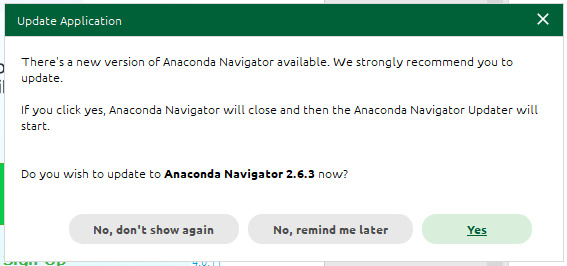 Update Application
There's a new version of Anaconda Navigator available. We strongly recommend you to
update.
If you click yes, Anaconda Navigator will close and then the Anaconda Navigator Updater will
start.
Do you wish to update to Anaconda Navigator 2.6.3 now?
No, don't show again
No, remind me later
Yes